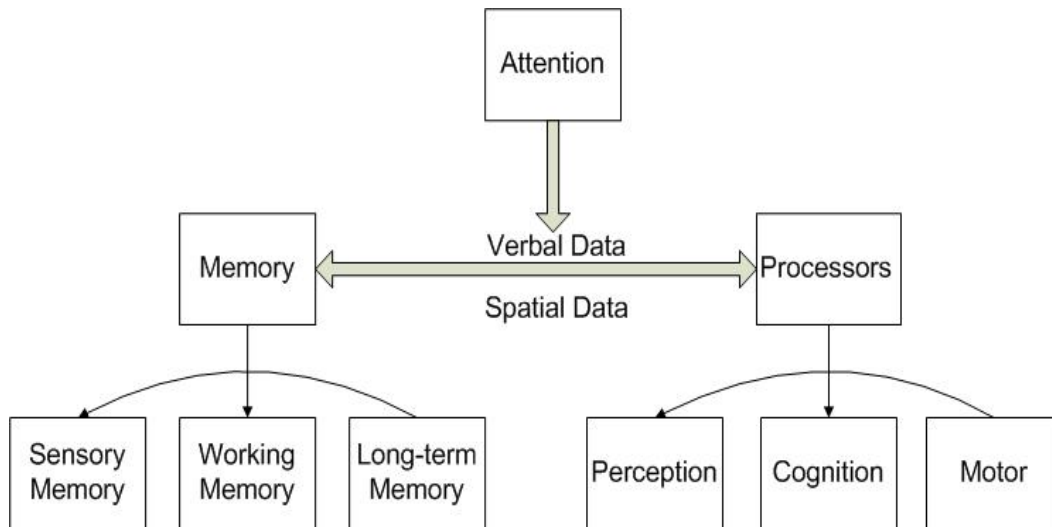 Attention
Verbal Data
Memory
Processors
Spatial Data
Sensory
Memory
Working
Memory
Long-term
Memory
Perception
Cognition
Motor